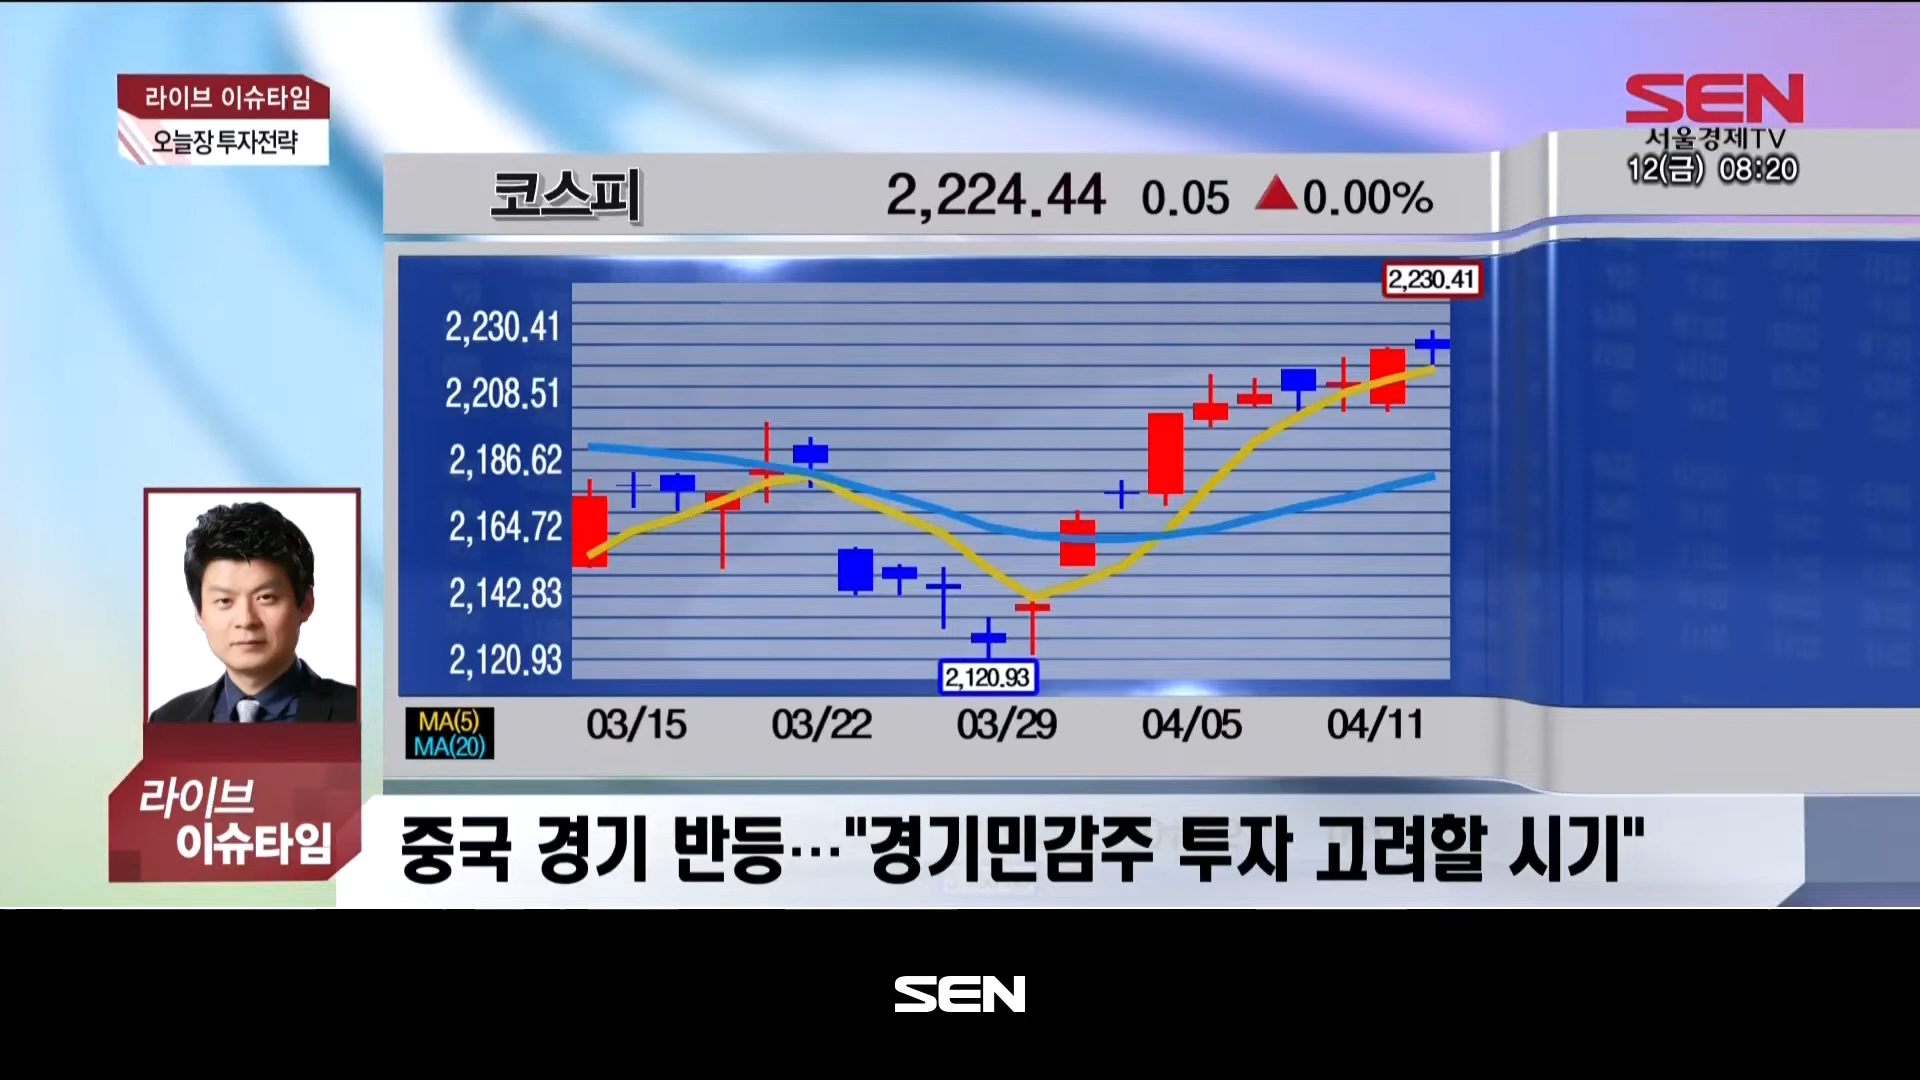 라이브 이슈타임
오늘장 투자전략
SEN
서울경제TV
12(금) 08:20
코스피 2,224.44 0.05 ▲0.00%
2,230.41
2,230.41
2,208.51
2,186.62
2,164.72
2,142.83
2,120.93
2,120.93
MA(5)
MA(20)
03/15 03/22 03/29 04/05 04/11
라이브
이슈타임
중국 경기 반등…"경기민감주 투자 고려할 시기"
SEN